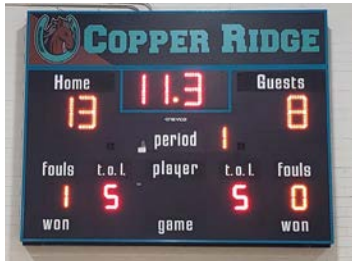 COPPER RIDGE
Home 11.3 Guests
13 8
period 1
fouls t.o.l. player t.o.l. fouls
1 5 5 0
won game won